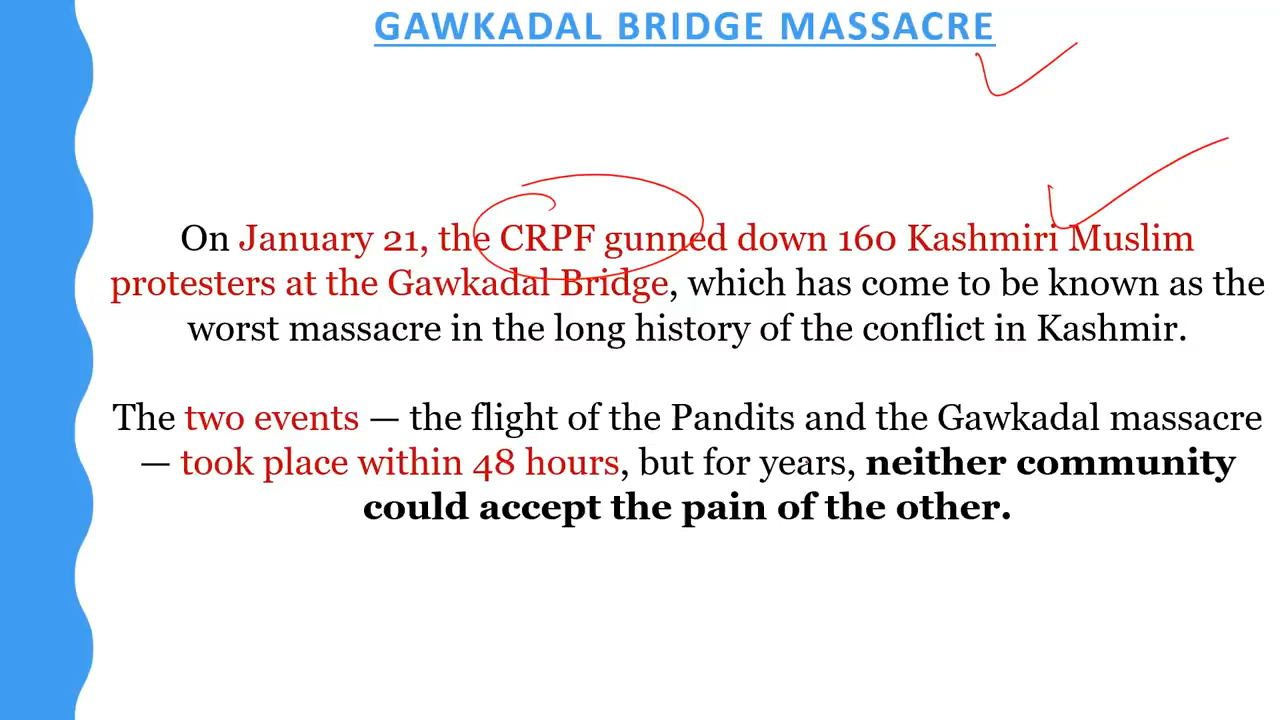 GAWKADAL BRIDGE MASSACRE
On January 21, the CRPF gunned down 160 Kashmiri Muslim
protesters at the Gawkadal Bridge, which has come to be known as the
worst massacre in the long history of the conflict in Kashmir.
The two events — the flight of the Pandits and the Gawkadal massacre
— took place within 48 hours, but for years, neither community
could accept the pain of the other.